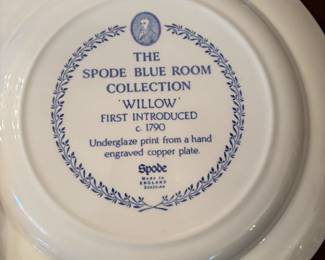 THE
SPODE BLUE ROOM
COLLECTION
'WILLOW'
FIRST INTRODUCED
c. 1790
Underglaze print from a hand
engraved copper plate.
Spode
Made in
ENGLAND